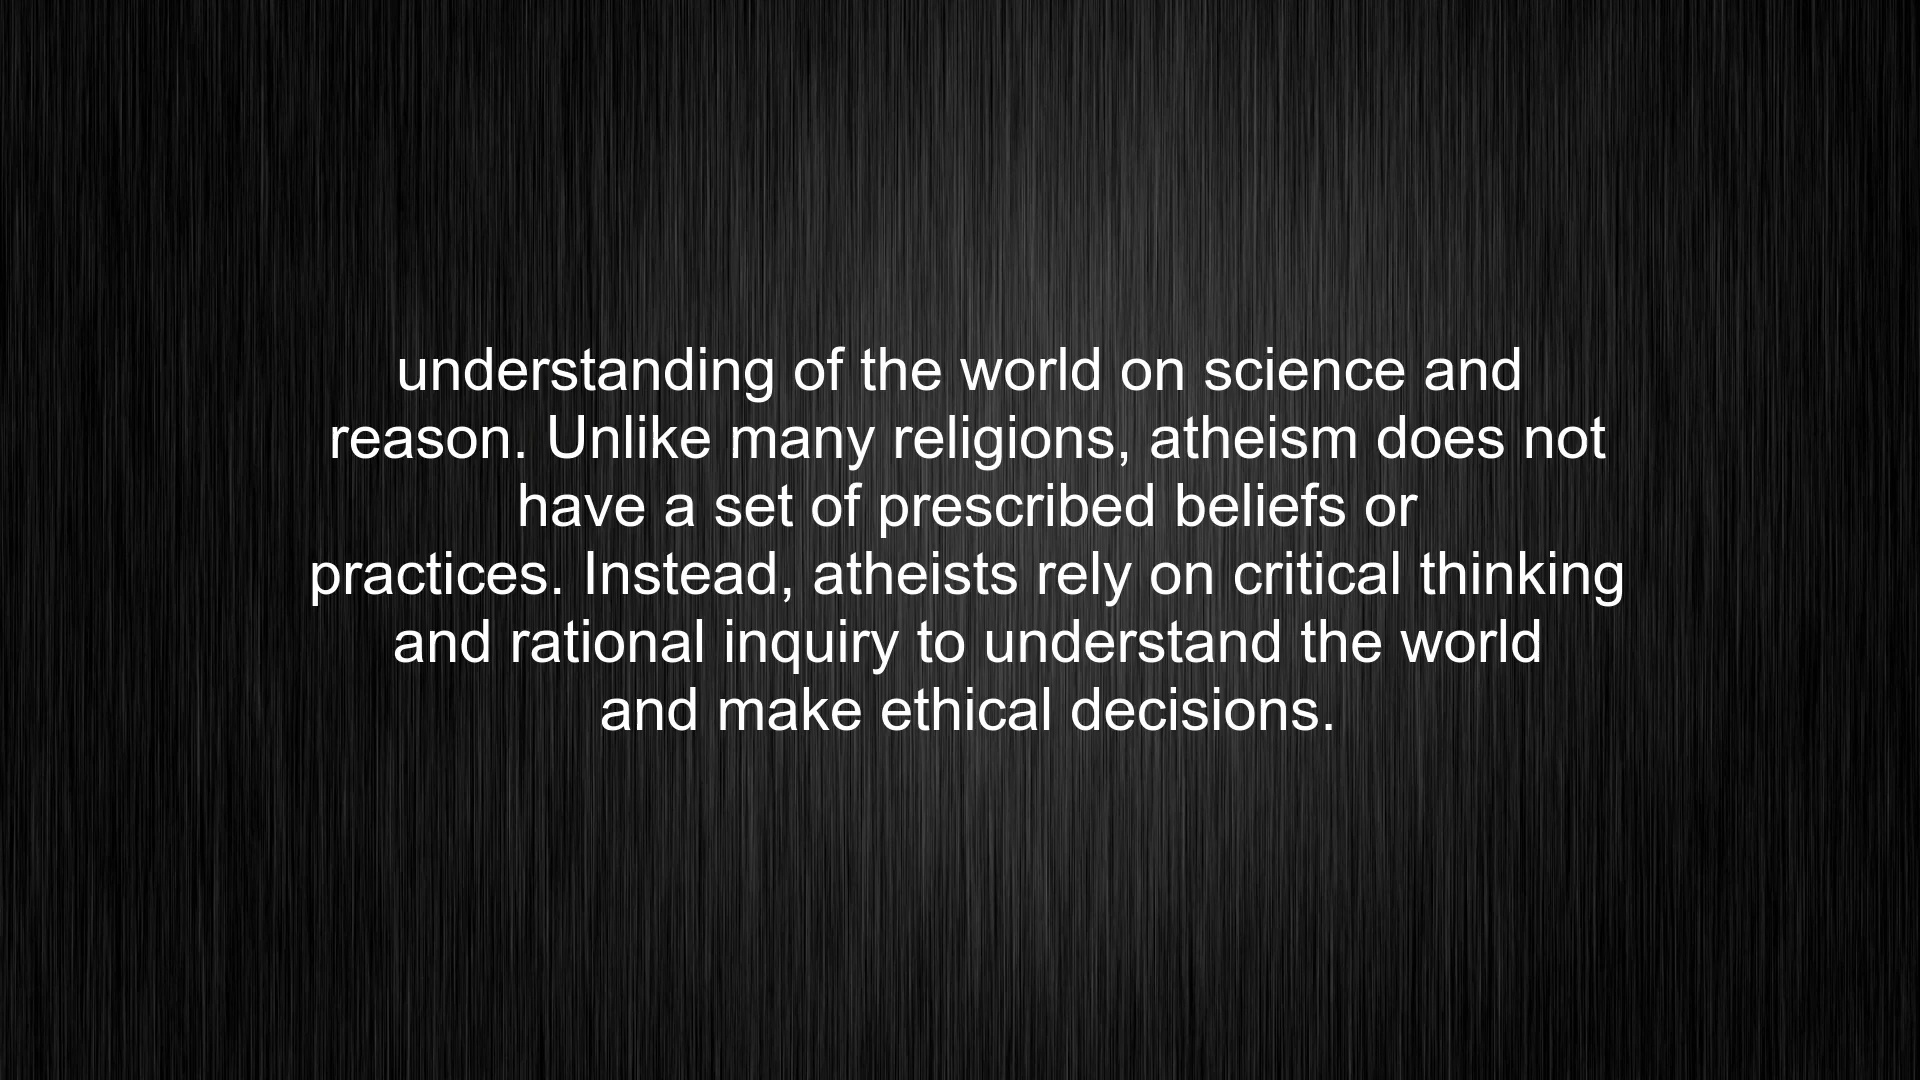 understanding of the world on science and
reason. Unlike many religions, atheism does not
have a set of prescribed beliefs or
practices. Instead, atheists rely on critical thinking
and rational inquiry to understand the world
and make ethical decisions.